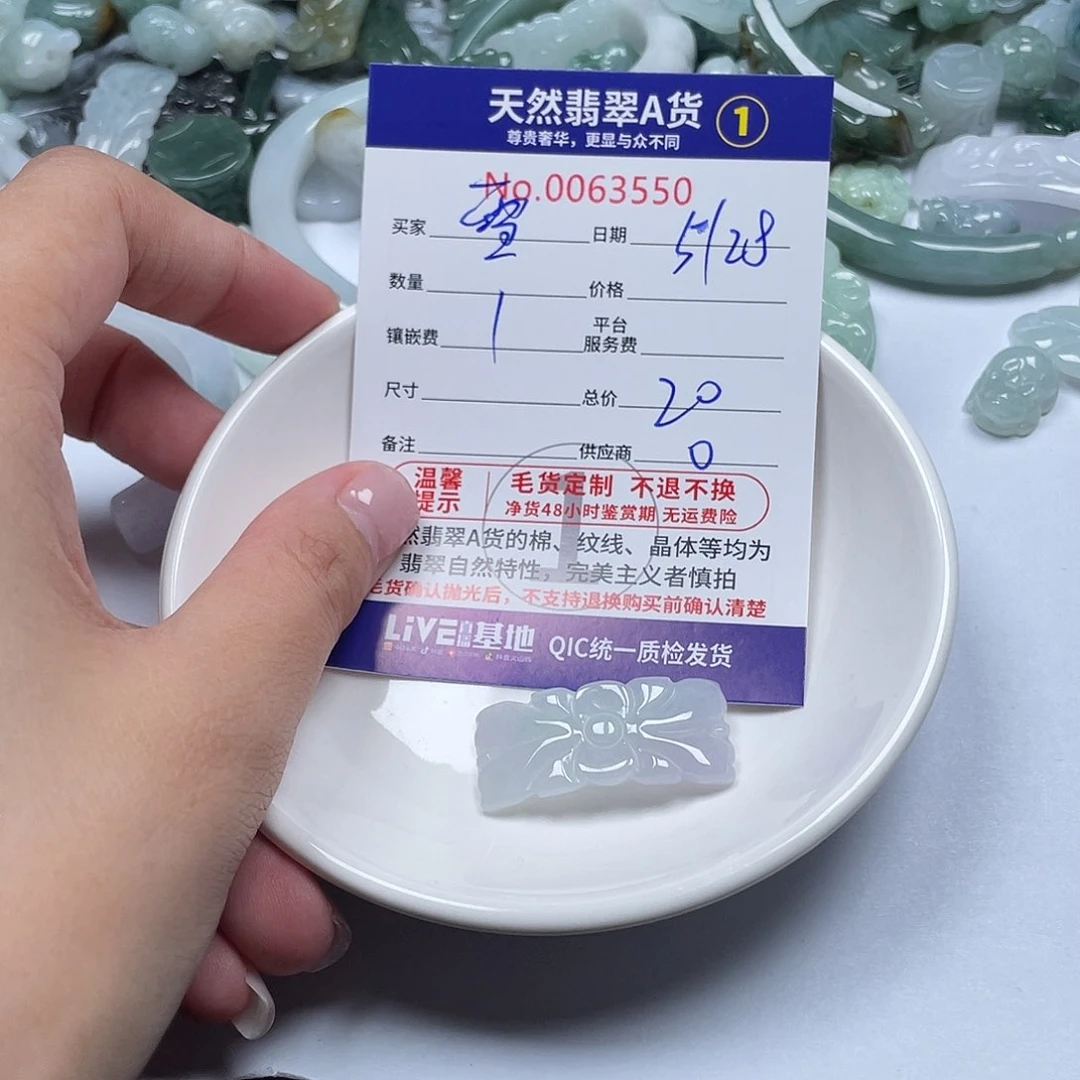 天然翡翠A货 1
尊贵奢华，更显与众不同
No.0063550
买家 日期 5/28
数量 1 价格
镶嵌费 平台服务费
尺寸 总价 20
备注 供应商 0
温馨提示 毛货定制 不退不换
净货48小时鉴赏期 无运费险
然翡翠A货的棉、纹线、晶体等均为
翡翠自然特性，完美主义者慎拍
毛货确认抛光后，不支持退换购买前确认清楚
LiVE直播基地 QIC统一质检发货